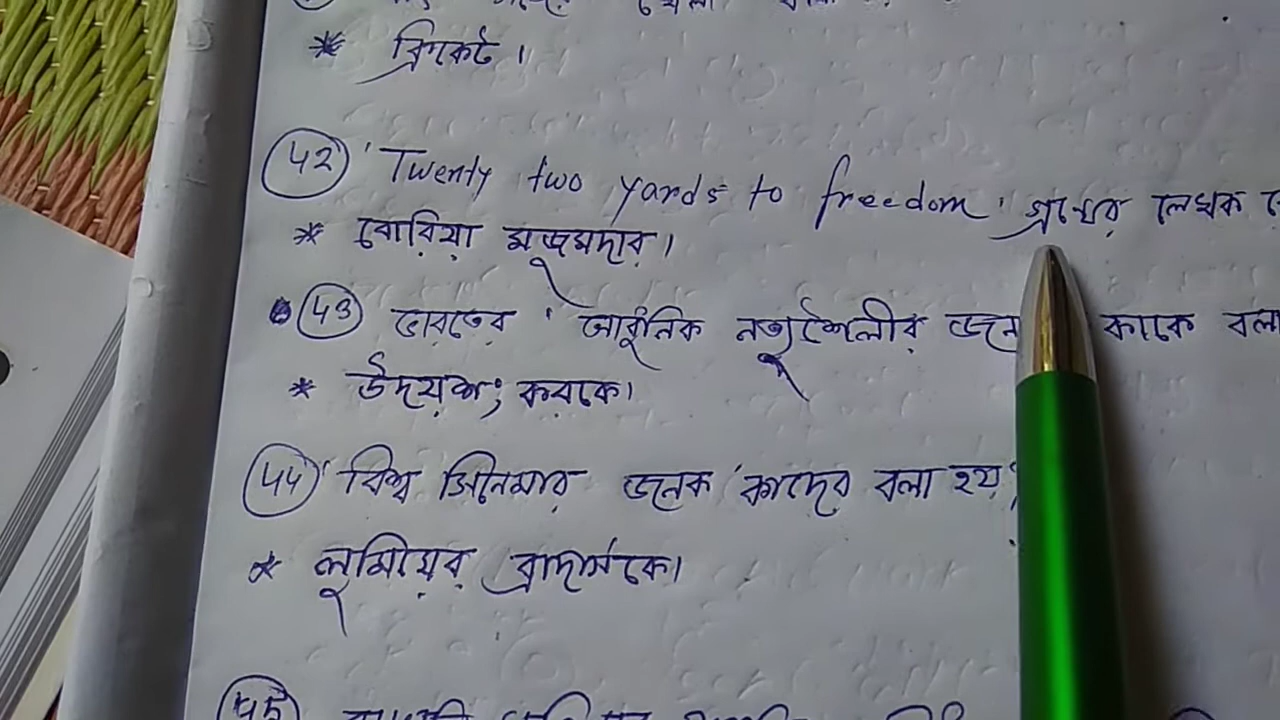 * ক্রিকেট।
42) 'Twenty two yards to freedom' গ্রন্থের লেখক
* বোরিয়া মজুমদার।
43) ভারতের 'আধুনিক নৃত্যশৈলীর জন কাকে বলা
* উদয়শংকরকে।
44) 'বিশ্ব সিনেমার জনক' কাদের বলা হয়?
* লুমিয়ের ব্রাদার্সকে।
45)